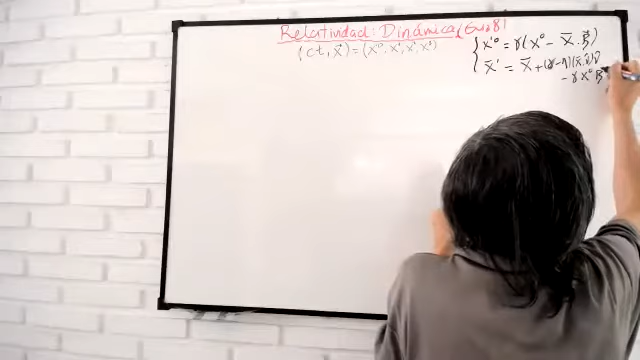 Relatividad: Dinámica (Guía 8)
(ct, x⃗) = (x⁰, x¹, x², x³)
{ x'⁰ = γ(x⁰ - x̄ . β̄)
x̄' = x̄ + (γ-1)(x̄.v̂)v̂
- γ x⁰ β̄